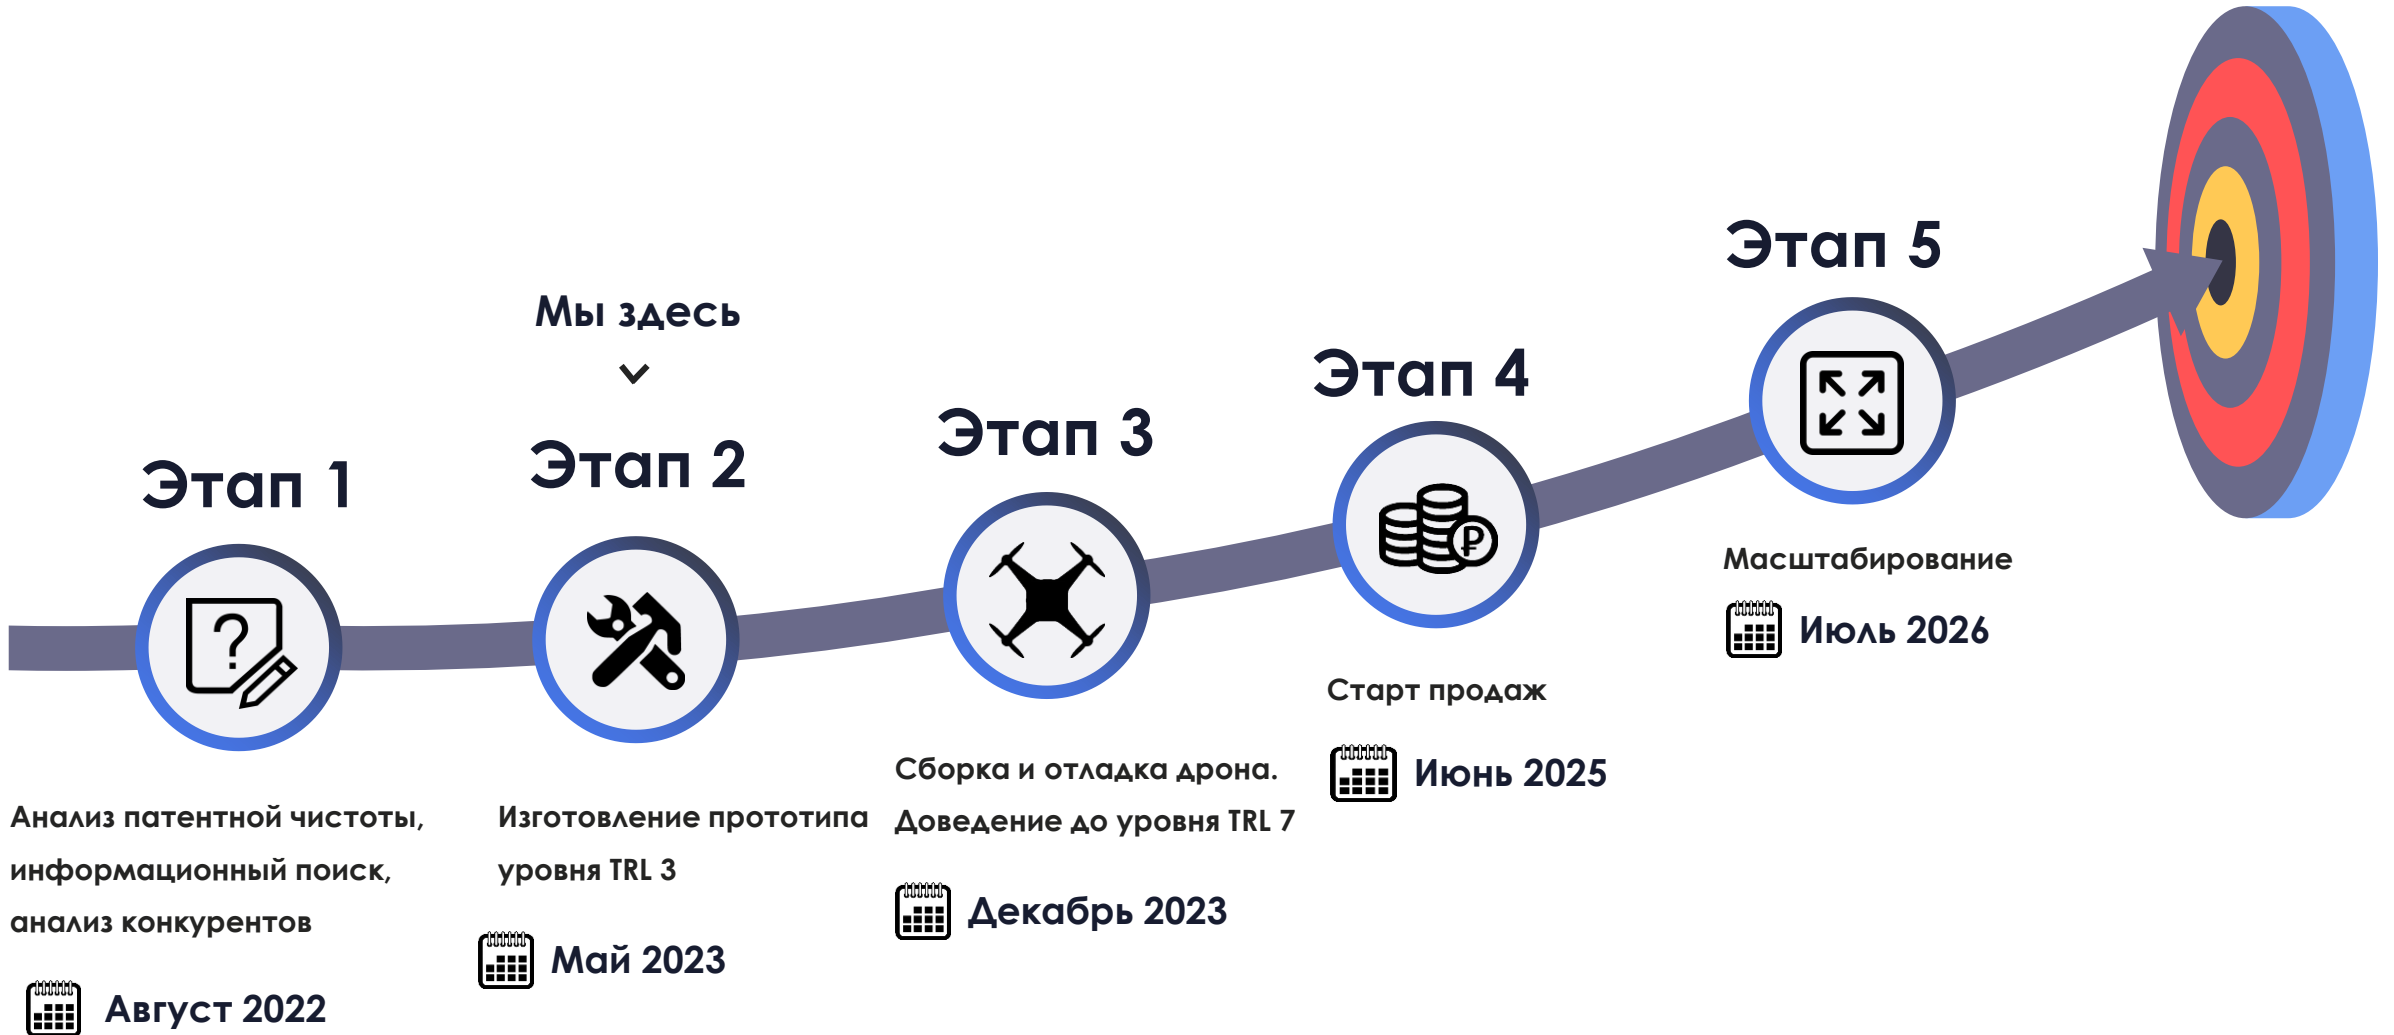 Мы здесь
Этап 1
Анализ патентной чистоты,
информационный поиск,
анализ конкурентов
Август 2022
Этап 2
Изготовление прототипа
уровня TRL 3
Май 2023
Этап 3
Сборка и отладка дрона.
Доведение до уровня TRL 7
Декабрь 2023
Этап 4
Старт продаж
Июнь 2025
Этап 5
Масштабирование
Июль 2026